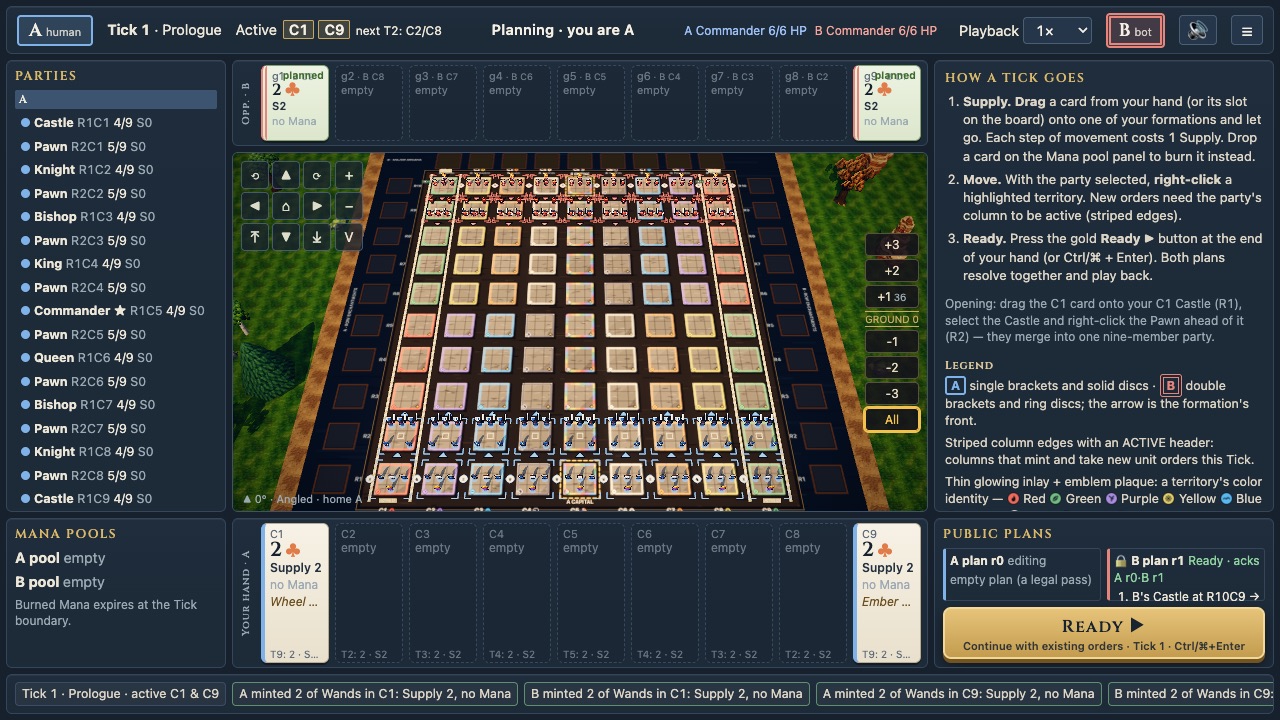 A human
Tick 1 · Prologue
Active C1 C9 next T2: C2/C8
Planning · you are A
A Commander 6/6 HP B Commander 6/6 HP
Playback 1×
B bot
PARTIES
A
Castle R1C1 4/9 S0
Pawn R2C1 5/9 S0
Knight R1C2 4/9 S0
Pawn R2C2 5/9 S0
Bishop R1C3 4/9 S0
Pawn R2C3 5/9 S0
King R1C4 4/9 S0
Pawn R2C4 5/9 S0
Commander ★ R1C5 4/9 S0
Pawn R2C5 5/9 S0
Queen R1C6 4/9 S0
Pawn R2C6 5/9 S0
Bishop R1C7 4/9 S0
Pawn R2C7 5/9 S0
Knight R1C8 4/9 S0
Pawn R2C8 5/9 S0
Castle R1C9 4/9 S0
OPP. · B
planned
2 ♣
S2
no Mana
g2 · B C8
empty
g3 · B C7
empty
g4 · B C6
empty
g5 · B C5
empty
g6 · B C4
empty
g7 · B C3
empty
g8 · B C2
empty
planned
2 ♣
S2
no Mana
+3
+2
+1 36
GROUND 0
-1
-2
-3
All
▲ 0° · Angled · home A
A CAPITAL
HOW A TICK GOES
1. Supply. Drag a card from your hand (or its slot
on the board) onto one of your formations and let
go. Each step of movement costs 1 Supply. Drop
a card on the Mana pool panel to burn it instead.
2. Move. With the party selected, right-click a
highlighted territory. New orders need the party's
column to be active (striped edges).
3. Ready. Press the gold Ready ▶ button at the end
of your hand (or Ctrl/⌘ + Enter). Both plans
resolve together and play back.
Opening: drag the C1 card onto your C1 Castle (R1),
select the Castle and right-click the Pawn ahead of it
(R2) — they merge into one nine-member party.
LEGEND
A single brackets and solid discs · B double
brackets and ring discs; the arrow is the formation's
front.
Striped column edges with an ACTIVE header:
columns that mint and take new unit orders this Tick.
Thin glowing inlay + emblem plaque: a territory's color
identity — Red Green Purple Yellow Blue
MANA POOLS
A pool empty
B pool empty
Burned Mana expires at the Tick
boundary.
YOUR HAND · A
C1
2 ♣
Supply 2
no Mana
Wheel ...
T9: 2 · S...
C2
empty
T2: 2 · S2
C3
empty
T3: 2 · S2
C4
empty
T4: 2 · S2
C5
empty
T5: 2 · S2
C6
empty
T4: 2 · S2
C7
empty
T3: 2 · S2
C8
empty
T2: 2 · S2
C9
2 ♣
Supply 2
no Mana
Ember ...
T9: 2 · S...
PUBLIC PLANS
A plan r0 editing
empty plan (a legal pass)
B plan r1 Ready · acks
A r0·B r1
1. B's Castle at R10C9 →
READY ▶
Continue with existing orders · Tick 1 · Ctrl/⌘+Enter
Tick 1 · Prologue · active C1 & C9
A minted 2 of Wands in C1: Supply 2, no Mana
B minted 2 of Wands in C1: Supply 2, no Mana
A minted 2 of Wands in C9: Supply 2, no Mana
B minted 2 of Wands in C9: